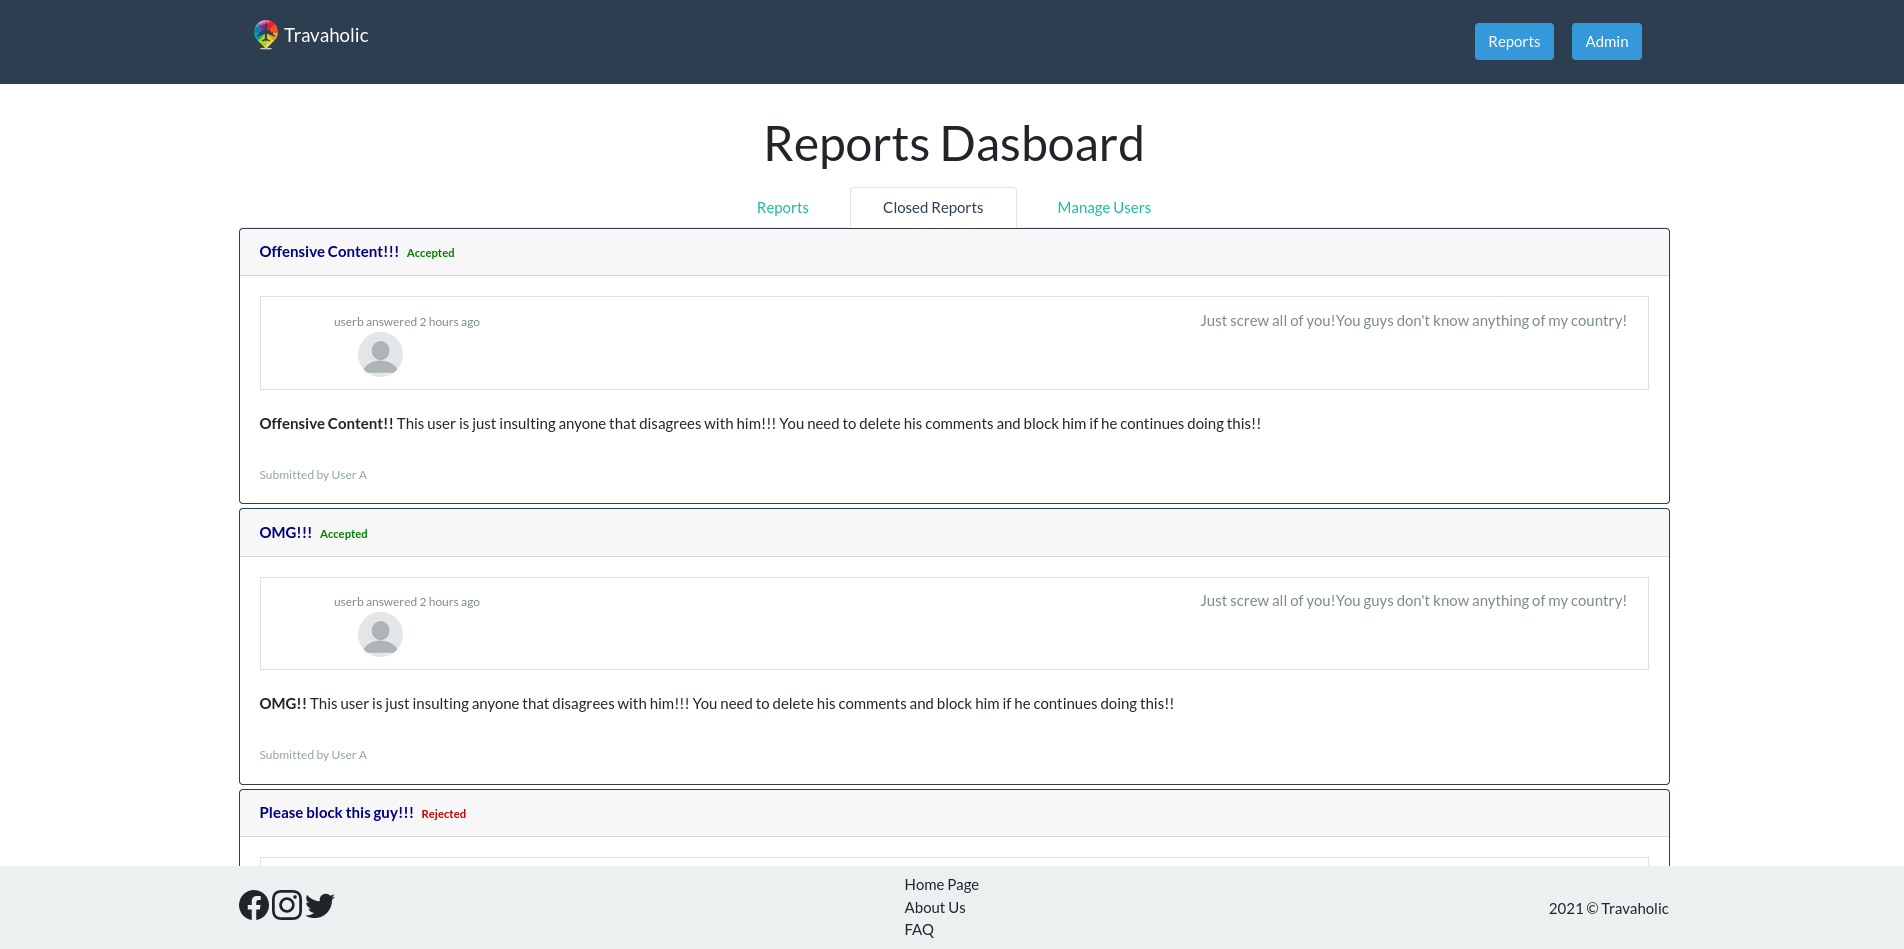 Travaholic
Reports Admin
Reports Dasboard
Reports Closed Reports Manage Users
Offensive Content!!! Accepted
userb answered 2 hours ago Just screw all of you!You guys don't know anything of my country!
Offensive Content!! This user is just insulting anyone that disagrees with him!!! You need to delete his comments and block him if he continues doing this!!
Submitted by User A
OMG!!! Accepted
userb answered 2 hours ago Just screw all of you!You guys don't know anything of my country!
OMG!! This user is just insulting anyone that disagrees with him!!! You need to delete his comments and block him if he continues doing this!!
Submitted by User A
Please block this guy!!! Rejected
Home Page
About Us
FAQ
2021 © Travaholic